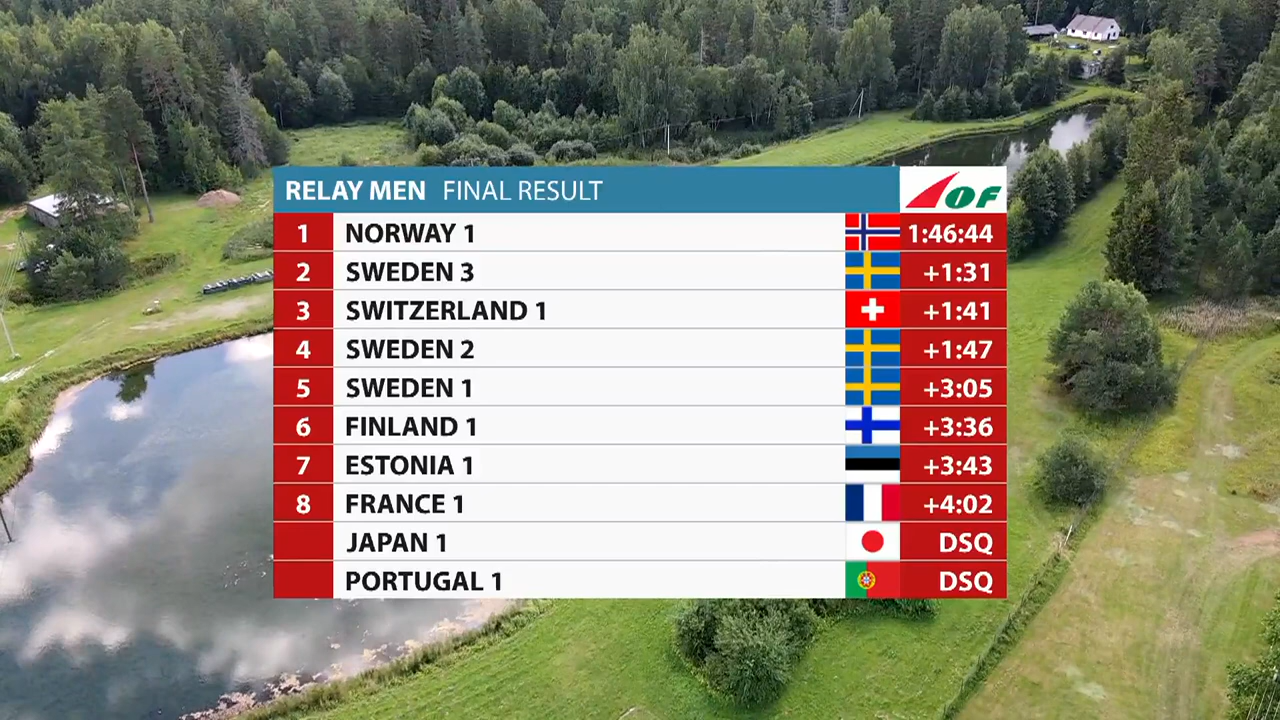 RELAY MEN FINAL RESULT IOF
1 NORWAY 1 1:46:44
2 SWEDEN 3 +1:31
3 SWITZERLAND 1 +1:41
4 SWEDEN 2 +1:47
5 SWEDEN 1 +3:05
6 FINLAND 1 +3:36
7 ESTONIA 1 +3:43
8 FRANCE 1 +4:02
JAPAN 1 DSQ
PORTUGAL 1 DSQ